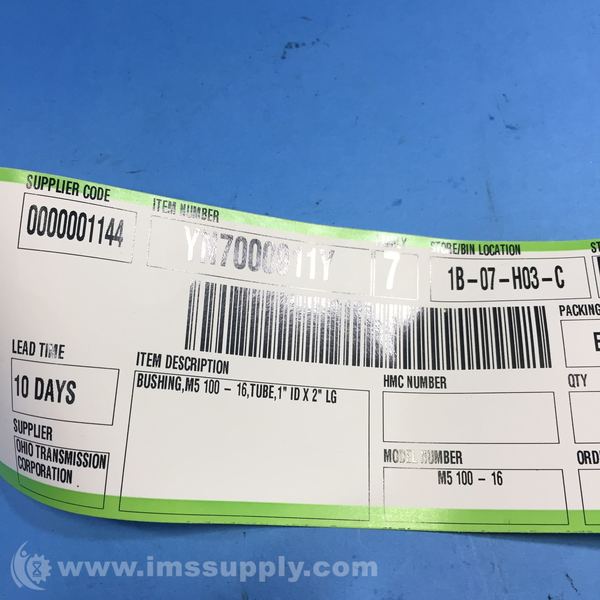 SUPPLIER CODE
0000001144
ITEM NUMBER
7
STORE/BIN LOCATION
1B-07-H03-C
PACKING
LEAD TIME
10 DAYS
ITEM DESCRIPTION
BUSHING,M5 100 - 16,TUBE,1" ID X 2" LG
HMC NUMBER
QTY
SUPPLIER
OHIO TRANSMISSION
CORPORATION
MODEL NUMBER
M5 100 - 16
ORD
www.imssupply.com